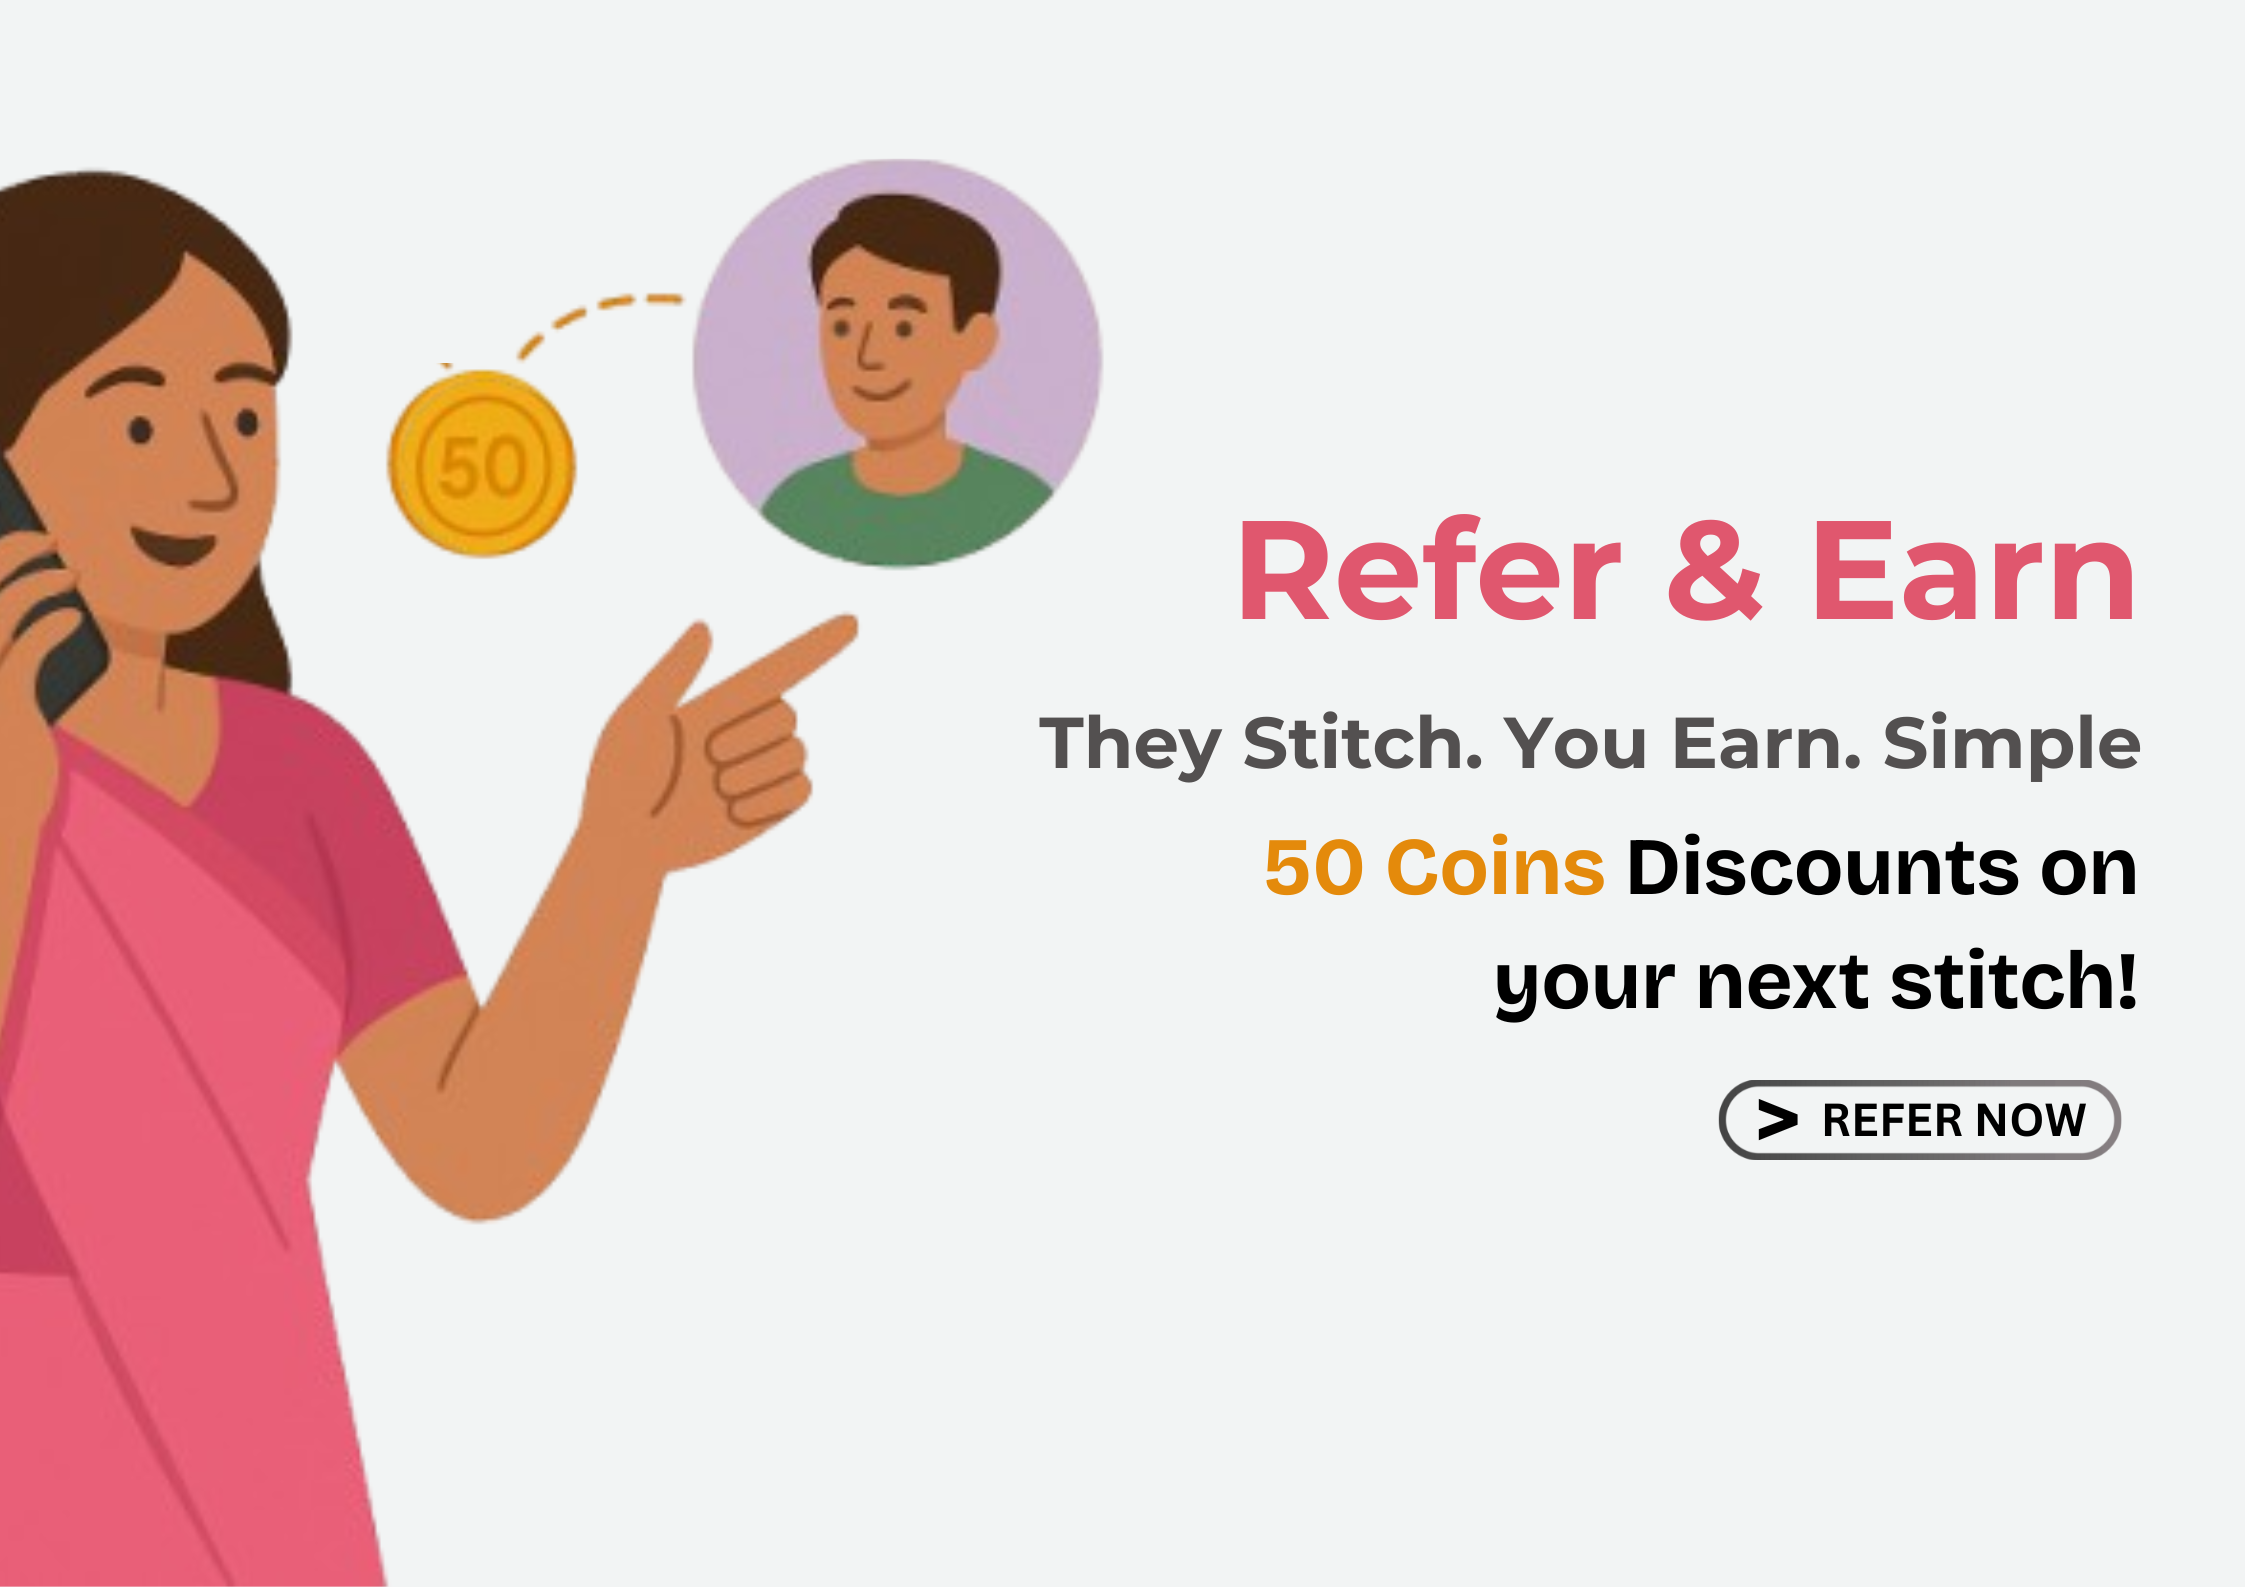 50
Refer & Earn
They Stitch. You Earn. Simple
50 Coins Discounts on
your next stitch!
> REFER NOW